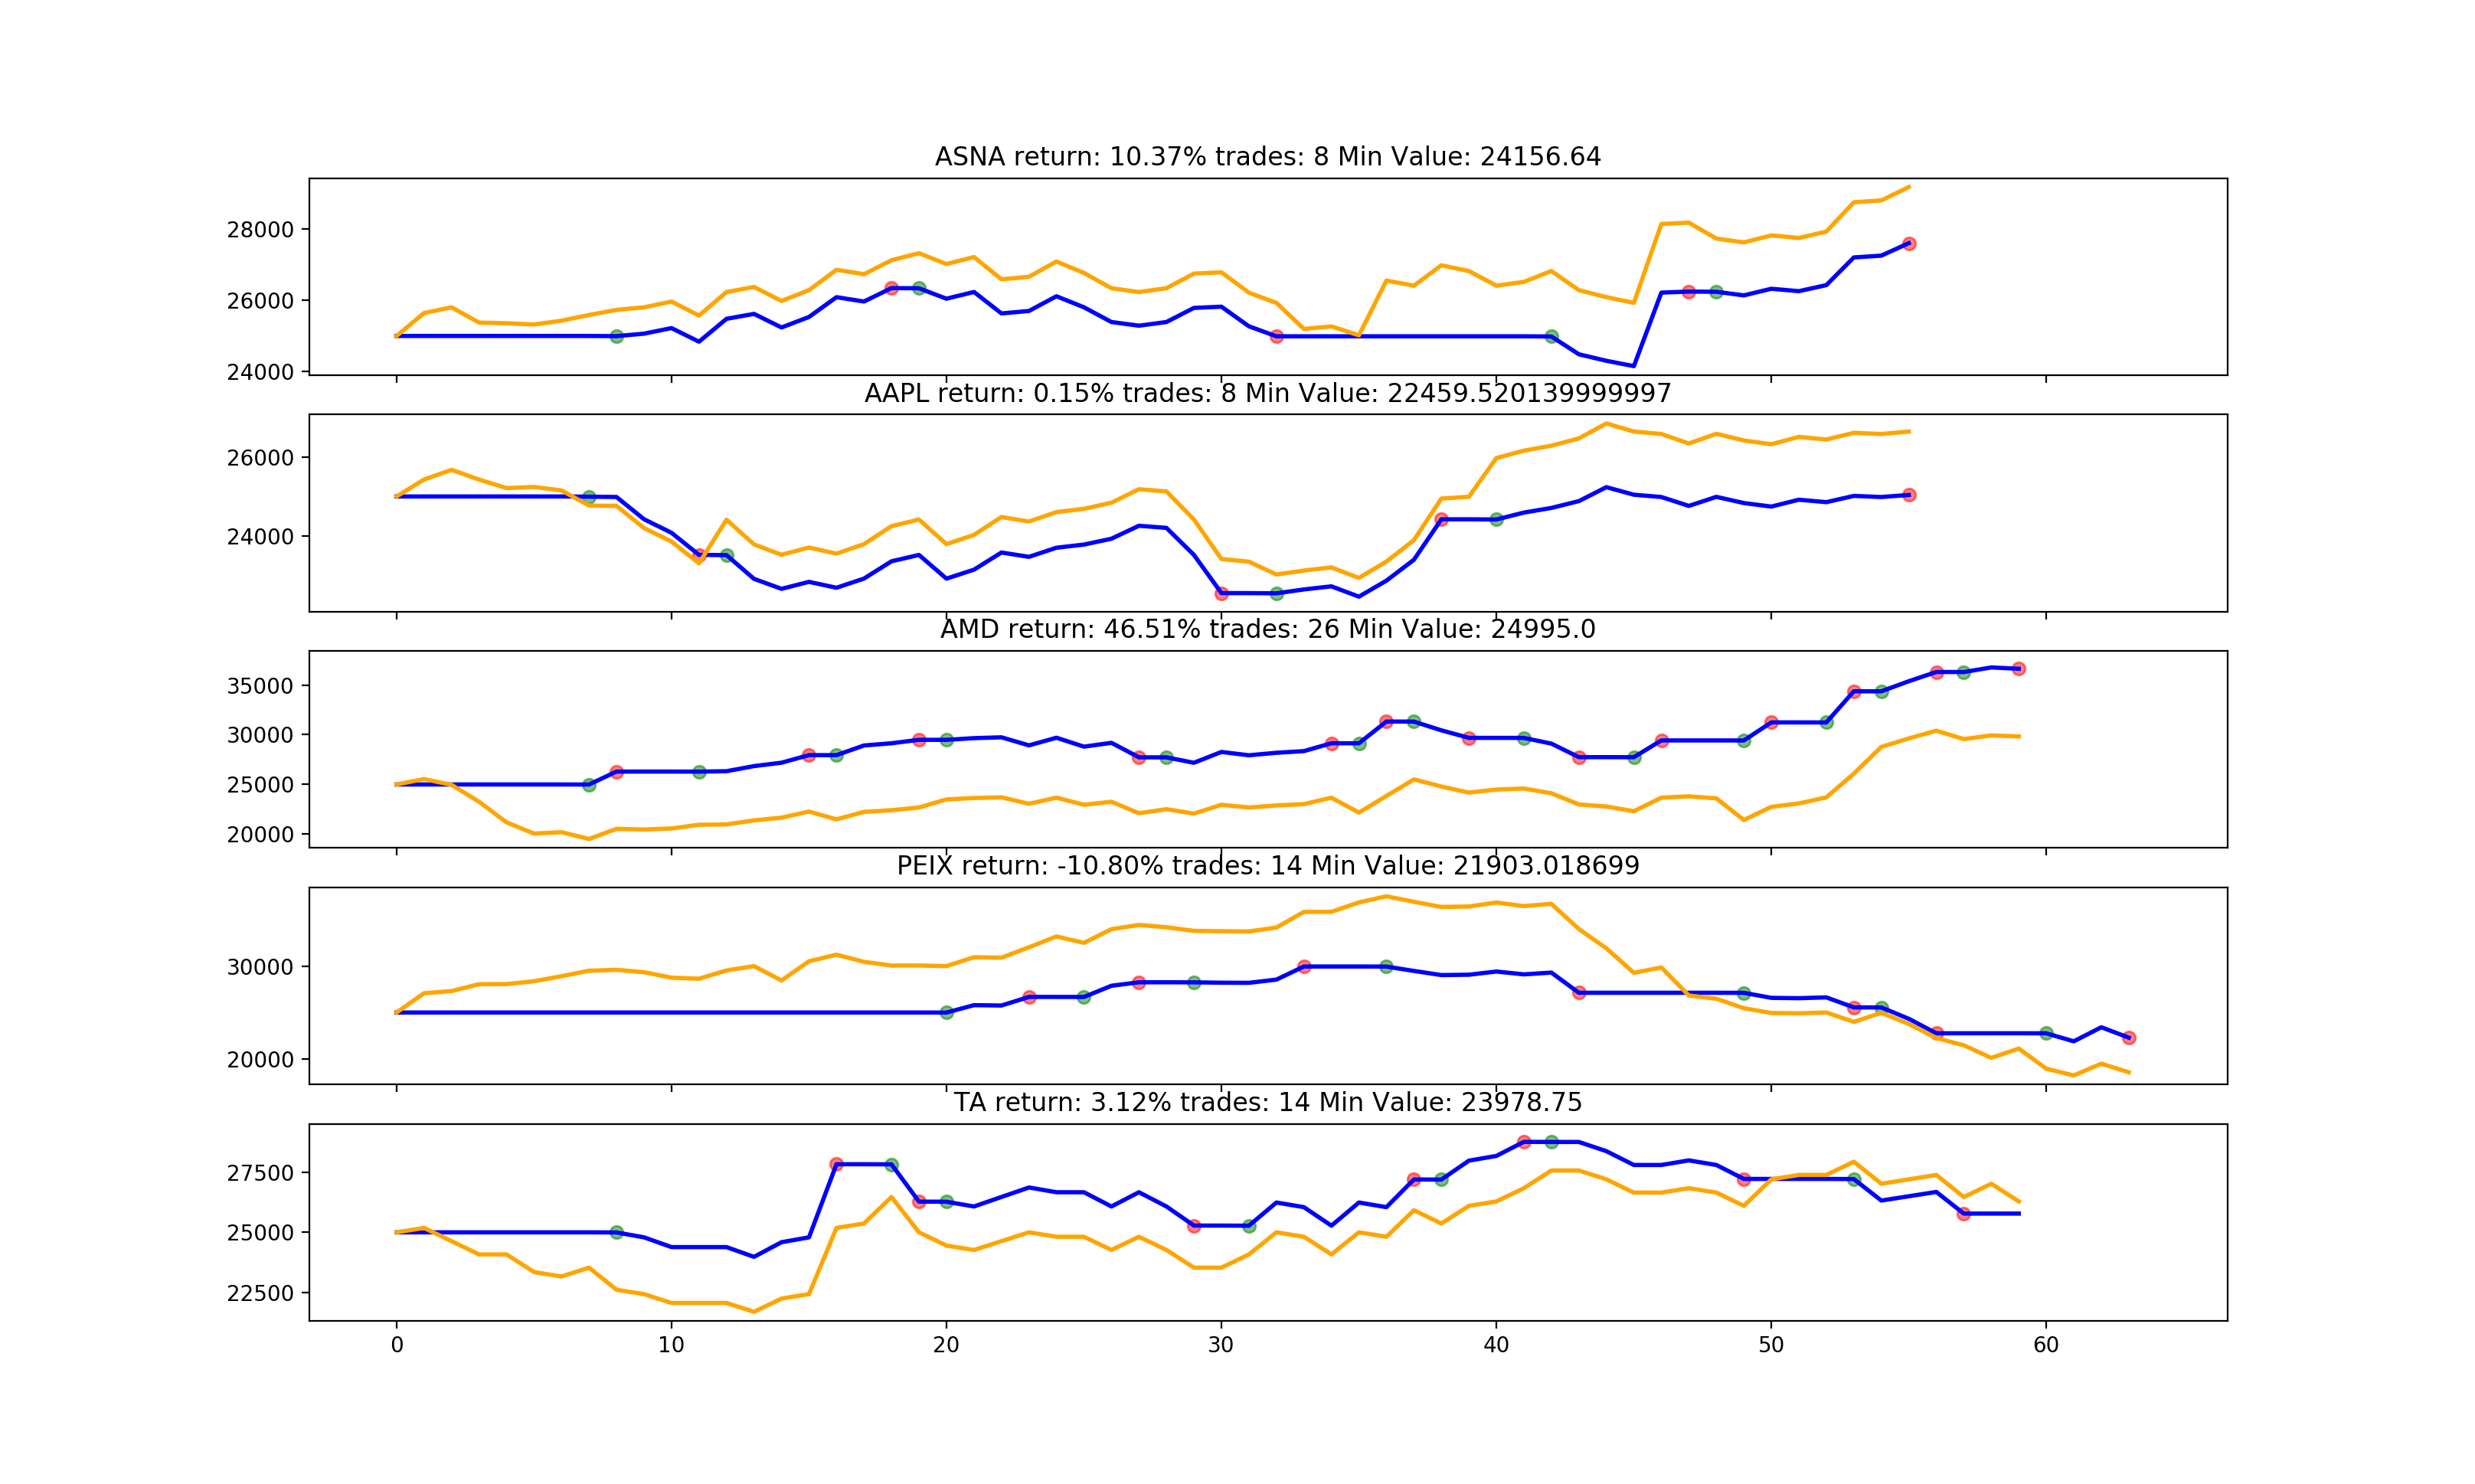 ASNA return: 10.37% trades: 8 Min Value: 24156.64
28000
26000
24000
AAPL return: 0.15% trades: 8 Min Value: 22459.520139999997
26000
24000
AMD return: 46.51% trades: 26 Min Value: 24995.0
35000
30000
25000
20000
PEIX return: -10.80% trades: 14 Min Value: 21903.018699
30000
20000
TA return: 3.12% trades: 14 Min Value: 23978.75
27500
25000
22500
0 10 20 30 40 50 60